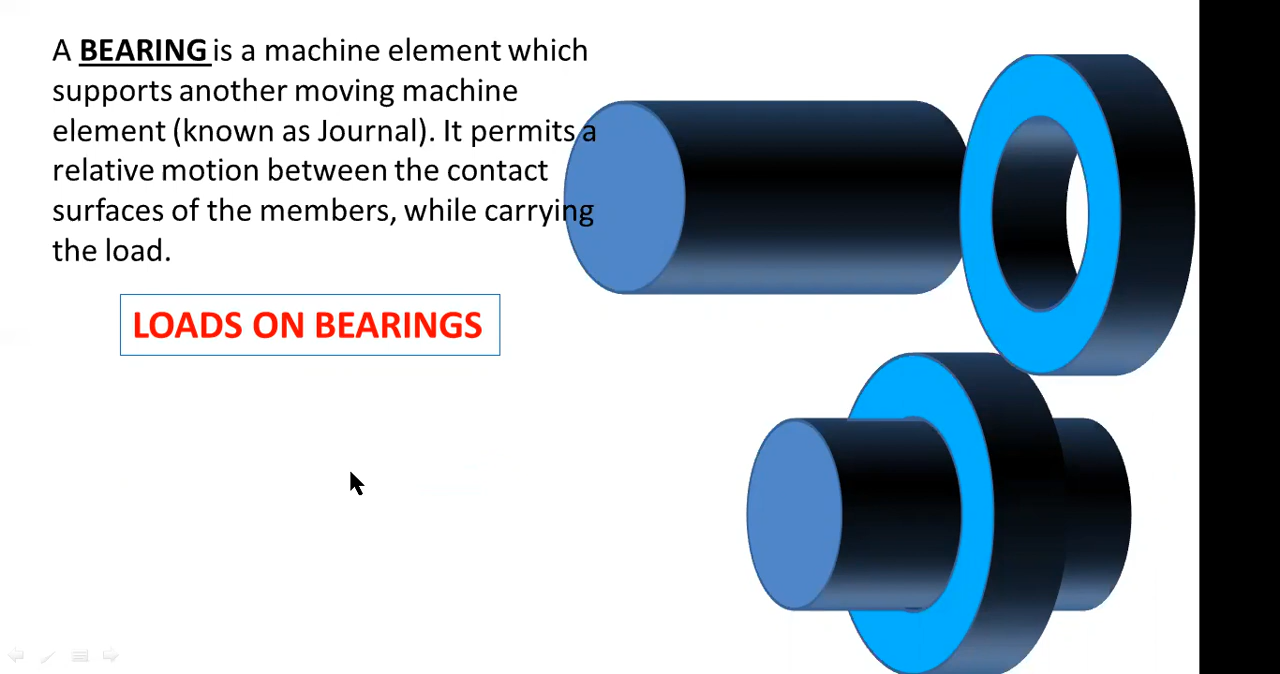 A BEARING is a machine element which
supports another moving machine
element (known as Journal). It permits a
relative motion between the contact
surfaces of the members, while carrying
the load.
LOADS ON BEARINGS